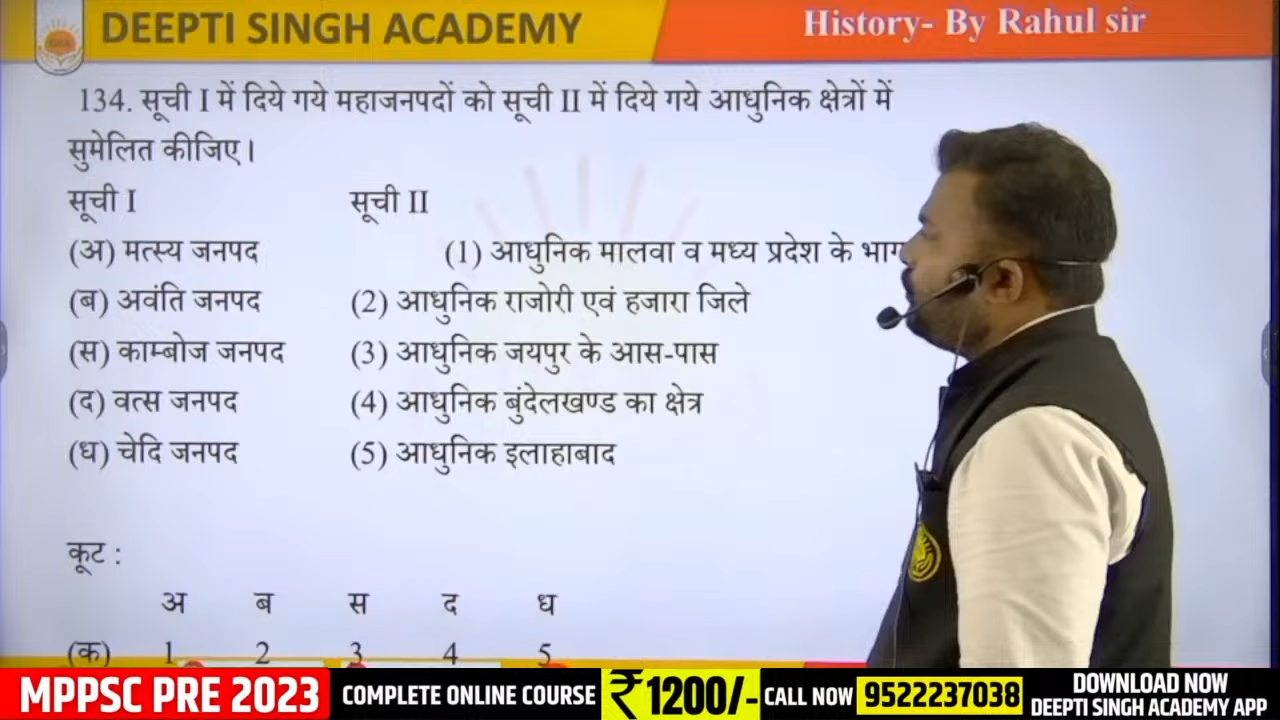 DEEPTI SINGH ACADEMY
History- By Rahul sir
134. सूची I में दिये गये महाजनपदों को सूची II में दिये गये आधुनिक क्षेत्रों में
सुमेलित कीजिए।
सूची I सूची II
(अ) मत्स्य जनपद (1) आधुनिक मालवा व मध्य प्रदेश के
(ब) अवंति जनपद (2) आधुनिक राजोरी एवं हजारा जिले
(स) काम्बोज जनपद (3) आधुनिक जयपुर के आस-पास
(द) वत्स जनपद (4) आधुनिक बुंदेलखण्ड का क्षेत्र
(ध) चेदि जनपद (5) आधुनिक इलाहाबाद
कूट :
अ ब स द ध
(क) 1 2 3 4 5
MPPSC PRE 2023 COMPLETE ONLINE COURSE ₹1200/- CALL NOW 9522237038
DOWNLOAD NOW
DEEPTI SINGH ACADEMY APP